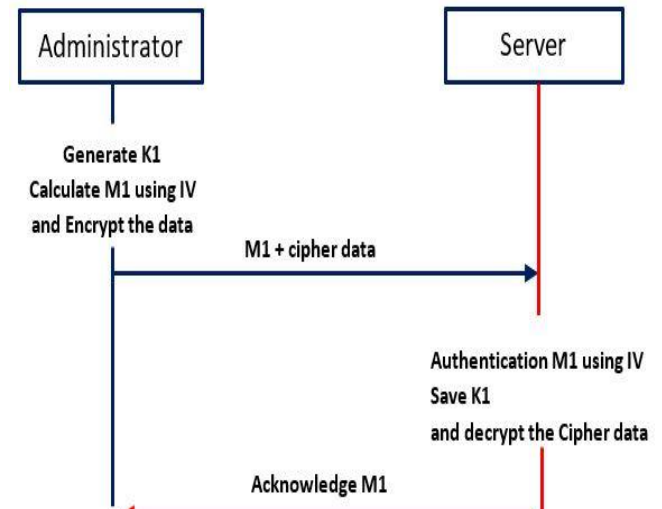 Administrator
Server
Generate K1
Calculate M1 using IV
and Encrypt the data
M1 + cipher data
Authentication M1 using IV
Save K1
and decrypt the Cipher data
Acknowledge M1